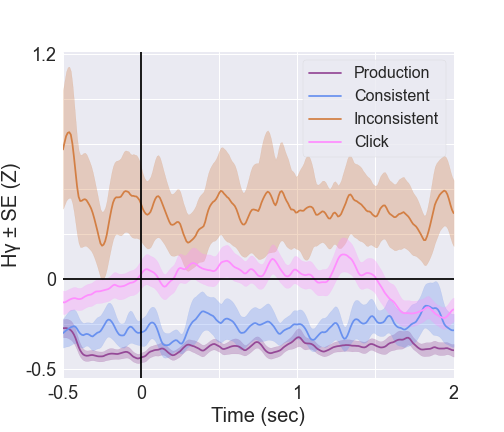 1.2
Production
Consistent
Inconsistent
Click
Hγ ± SE (Z)
0
-0.5
-0.5 0 1 2
Time (sec)